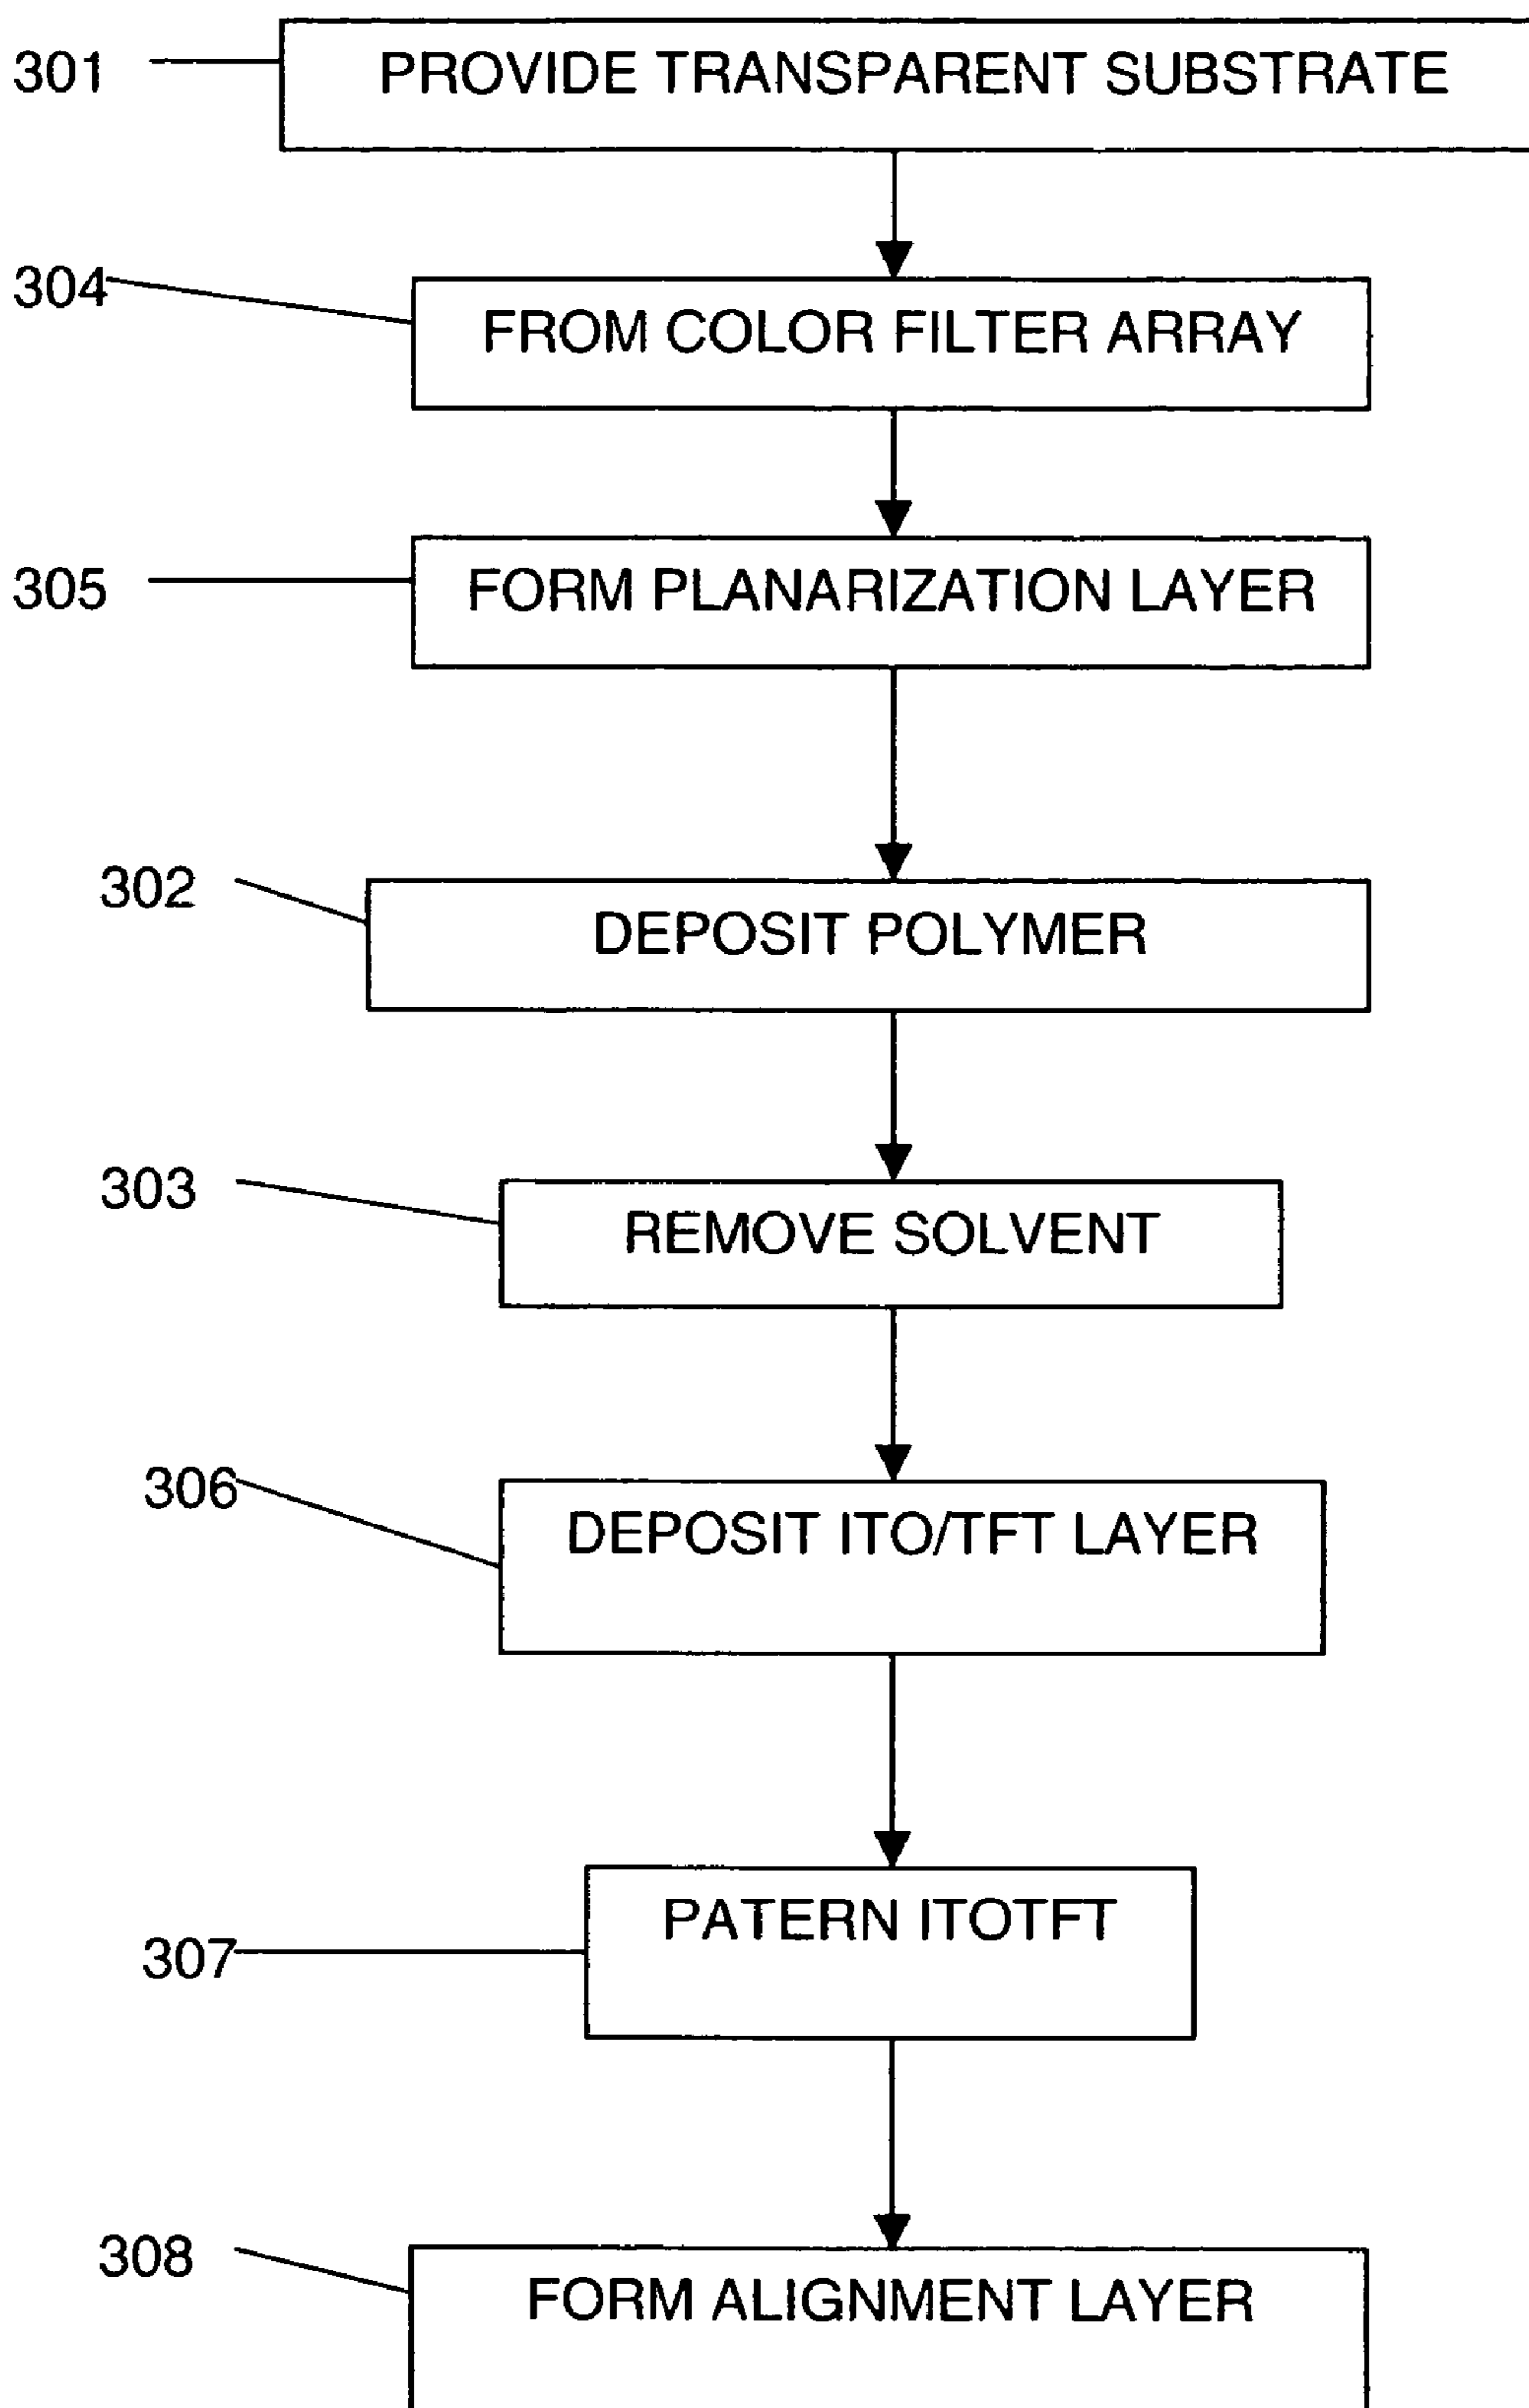 301 PROVIDE TRANSPARENT SUBSTRATE
304 FROM COLOR FILTER ARRAY
305 FORM PLANARIZATION LAYER
302 DEPOSIT POLYMER
303 REMOVE SOLVENT
306 DEPOSIT ITO/TFT LAYER
307 PATERN ITOTFT
308 FORM ALIGNMENT LAYER